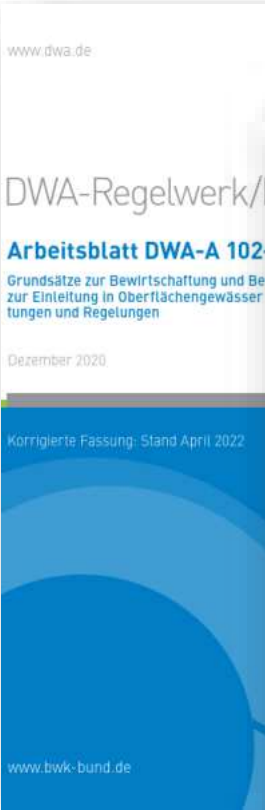 www.dwa.de
DWA-Regelwerk/
Arbeitsblatt DWA-A 102-
Grundsätze zur Bewirtschaftung und Be
zur Einleitung in Oberflächengewässer
tungen und Regelungen
Dezember 2020
Korrigierte Fassung: Stand April 2022
www.bwk-bund.de